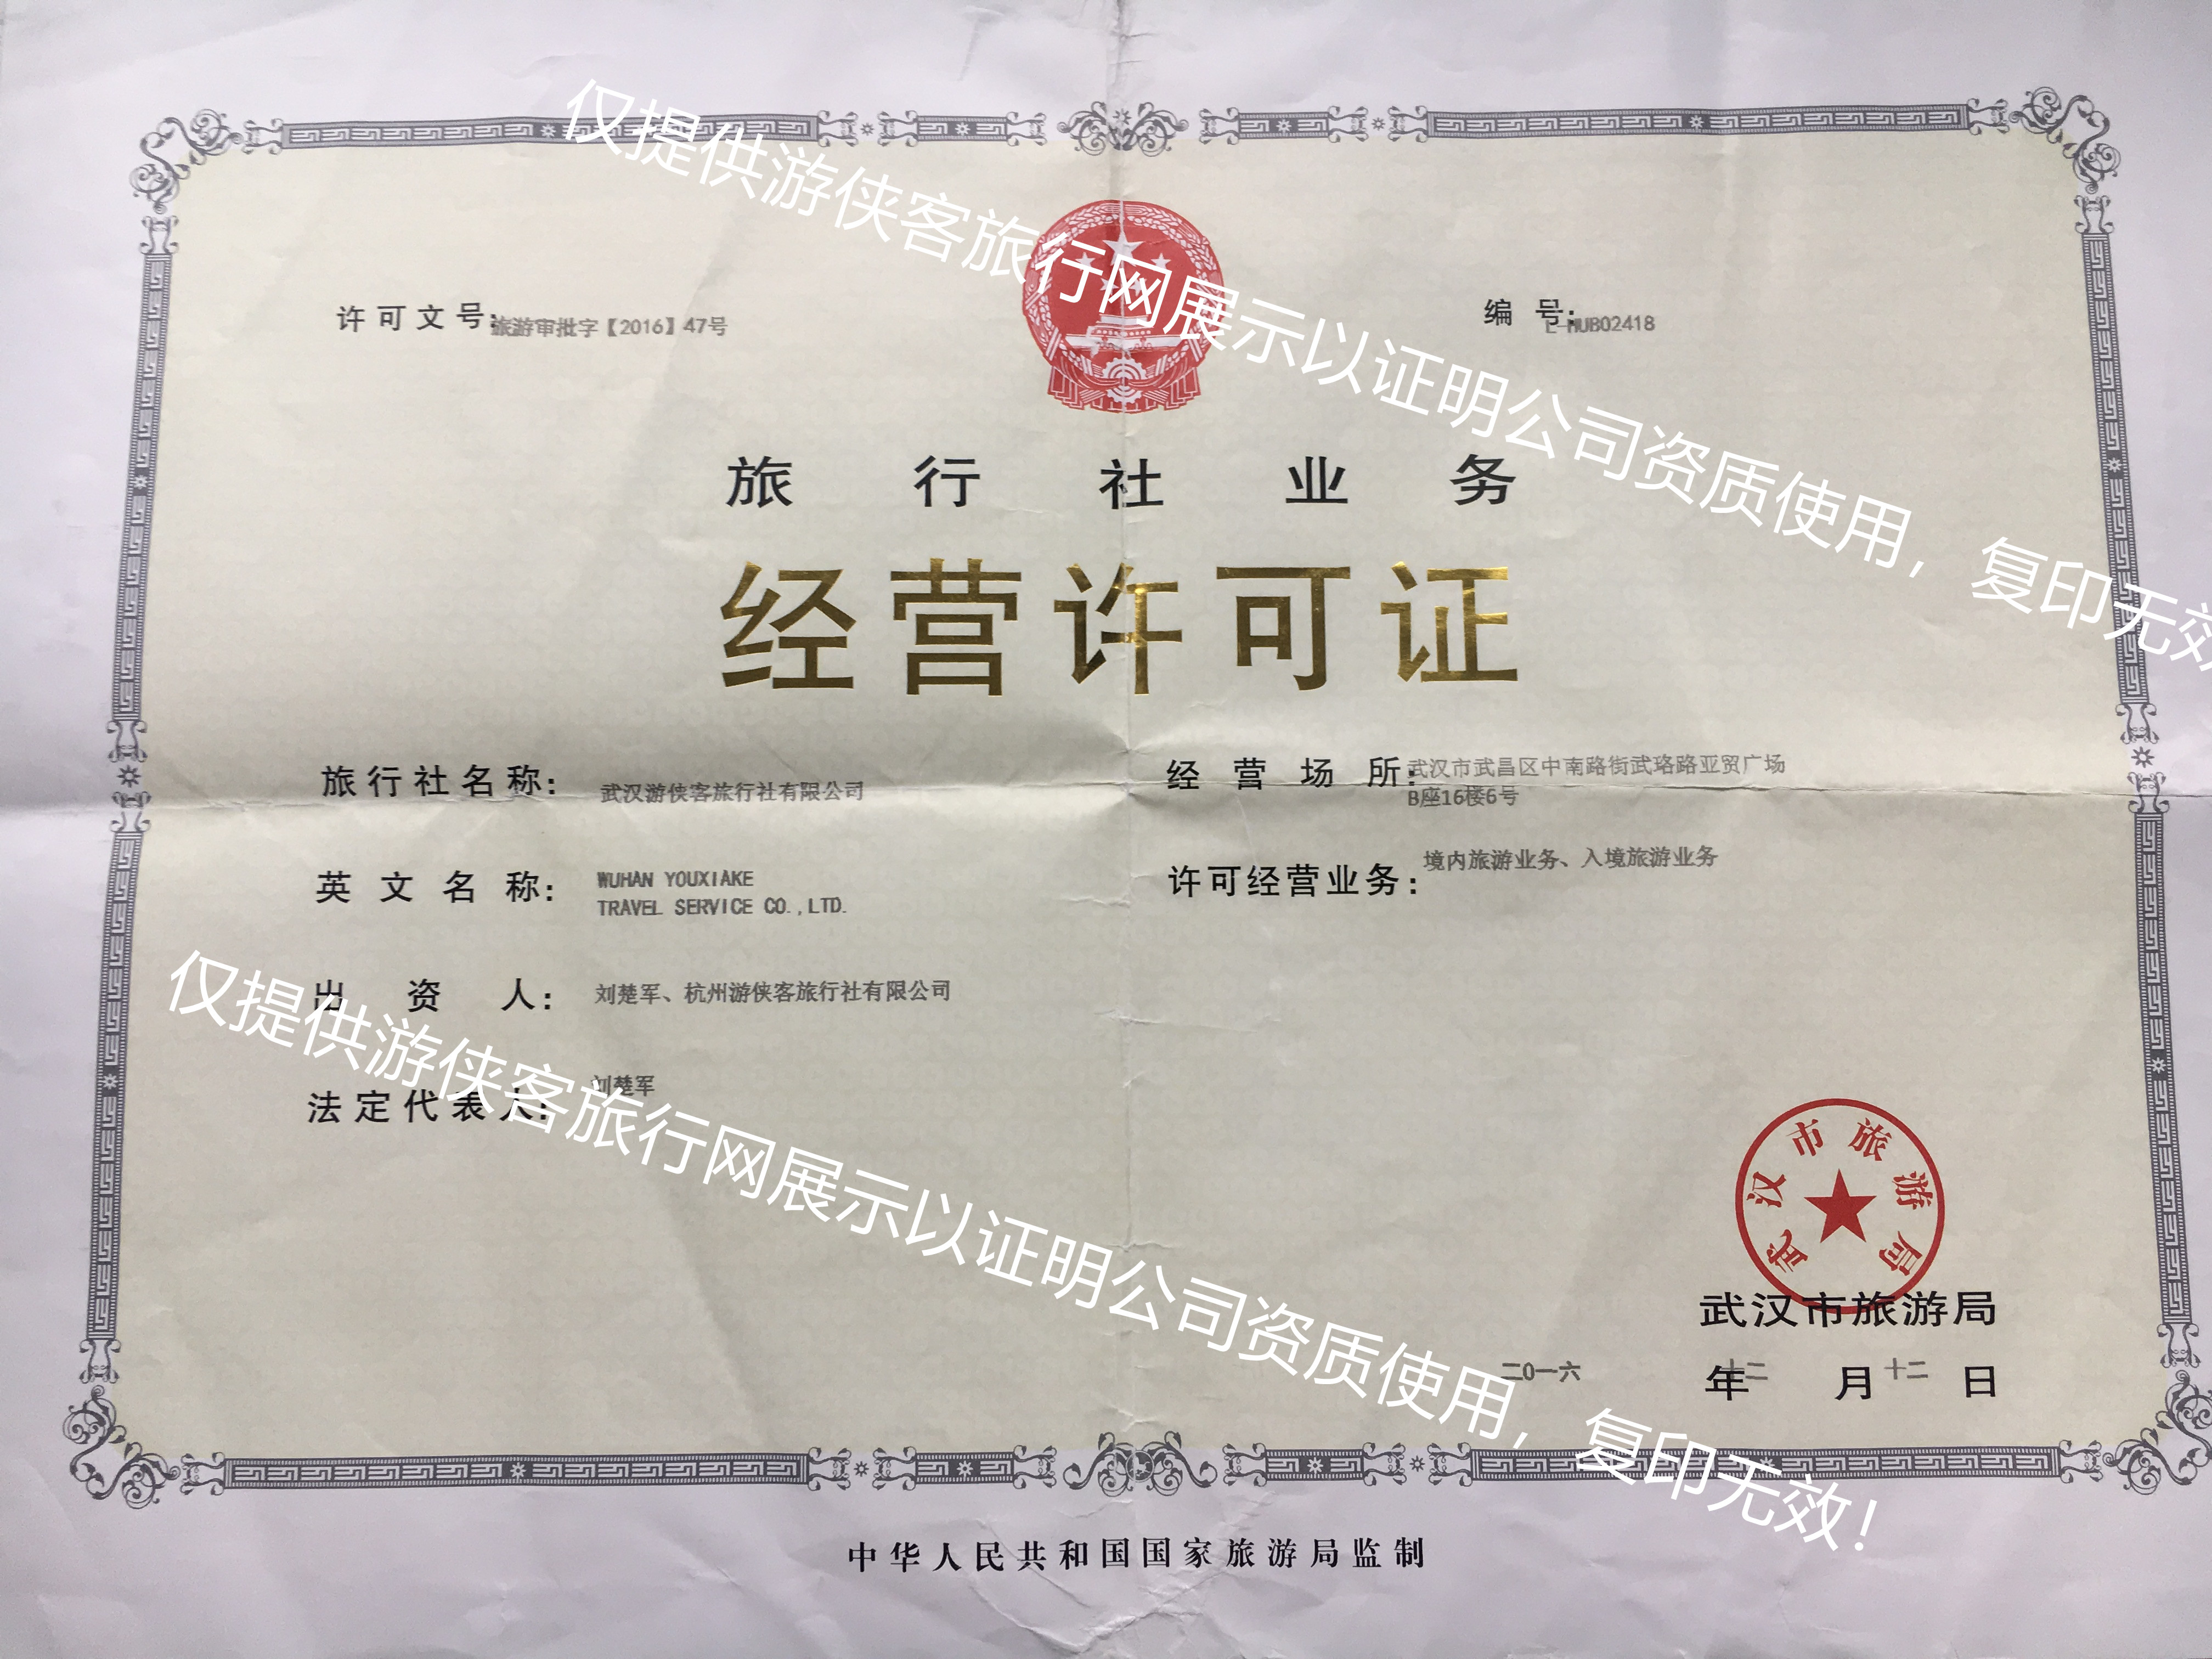 许可文号：旅游审批字【2016】47号
编号：L-HUB02418
旅行社业务
经营许可证
旅行社名称：武汉游侠客旅行社有限公司
英文名称：WUHAN YOUXIAKE
TRAVEL SERVICE CO.,LTD.
出资人：刘楚军、杭州游侠客旅行社有限公司
法定代表人：刘楚军
经营场所：武汉市武昌区中南路街武珞路亚贸广场
B座16楼6号
许可经营业务：境内旅游业务、入境旅游业务
武汉市旅游局
武汉市旅游局
二0一六年十二月十二日
中华人民共和国国家旅游局监制
仅提供游侠客旅行网展示以证明公司资质使用，复印无效
仅提供游侠客旅行网展示以证明公司资质使用，复印无效！